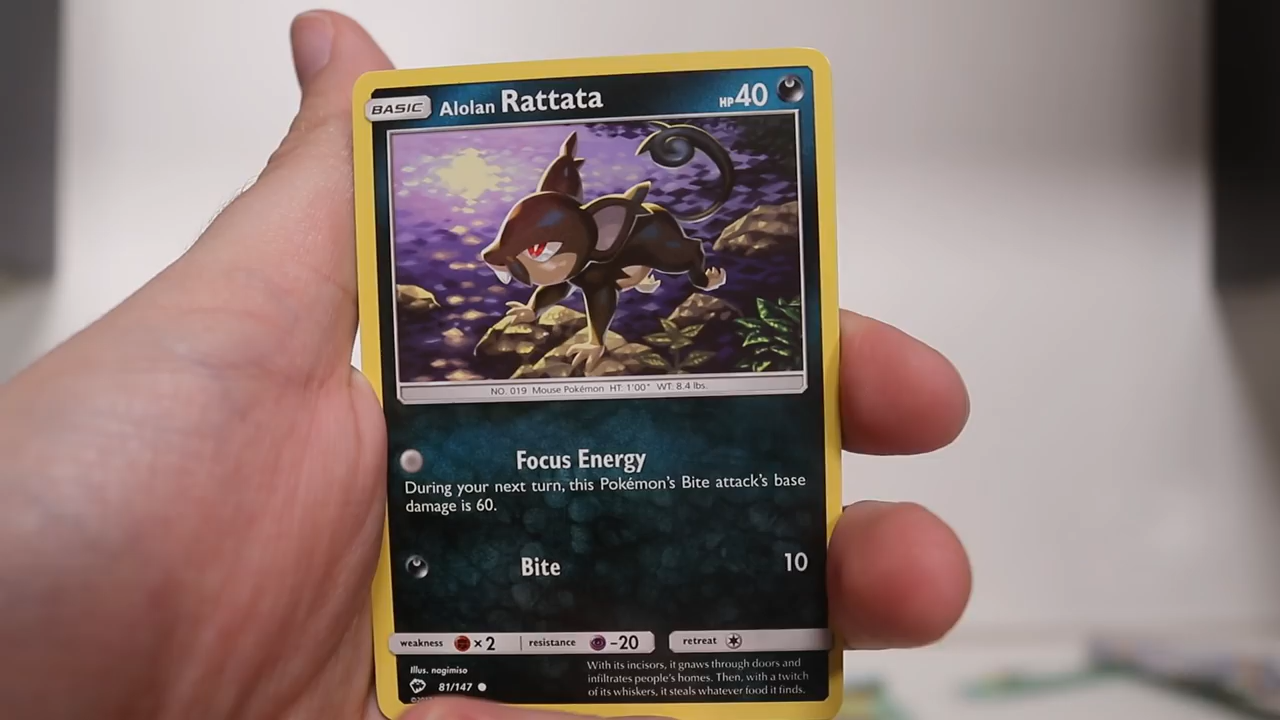 BASIC Alolan Rattata HP 40
NO. 019 Mouse Pokémon HT: 1'00" WT: 8.4 lbs.
Focus Energy
During your next turn, this Pokémon's Bite attack's base
damage is 60.
Bite 10
weakness ×2 resistance -20 retreat
Illus. nagimiso
81/147
With its incisors, it gnaws through doors and
infiltrates people's homes. Then, with a twitch
of its whiskers, it steals whatever food it finds.